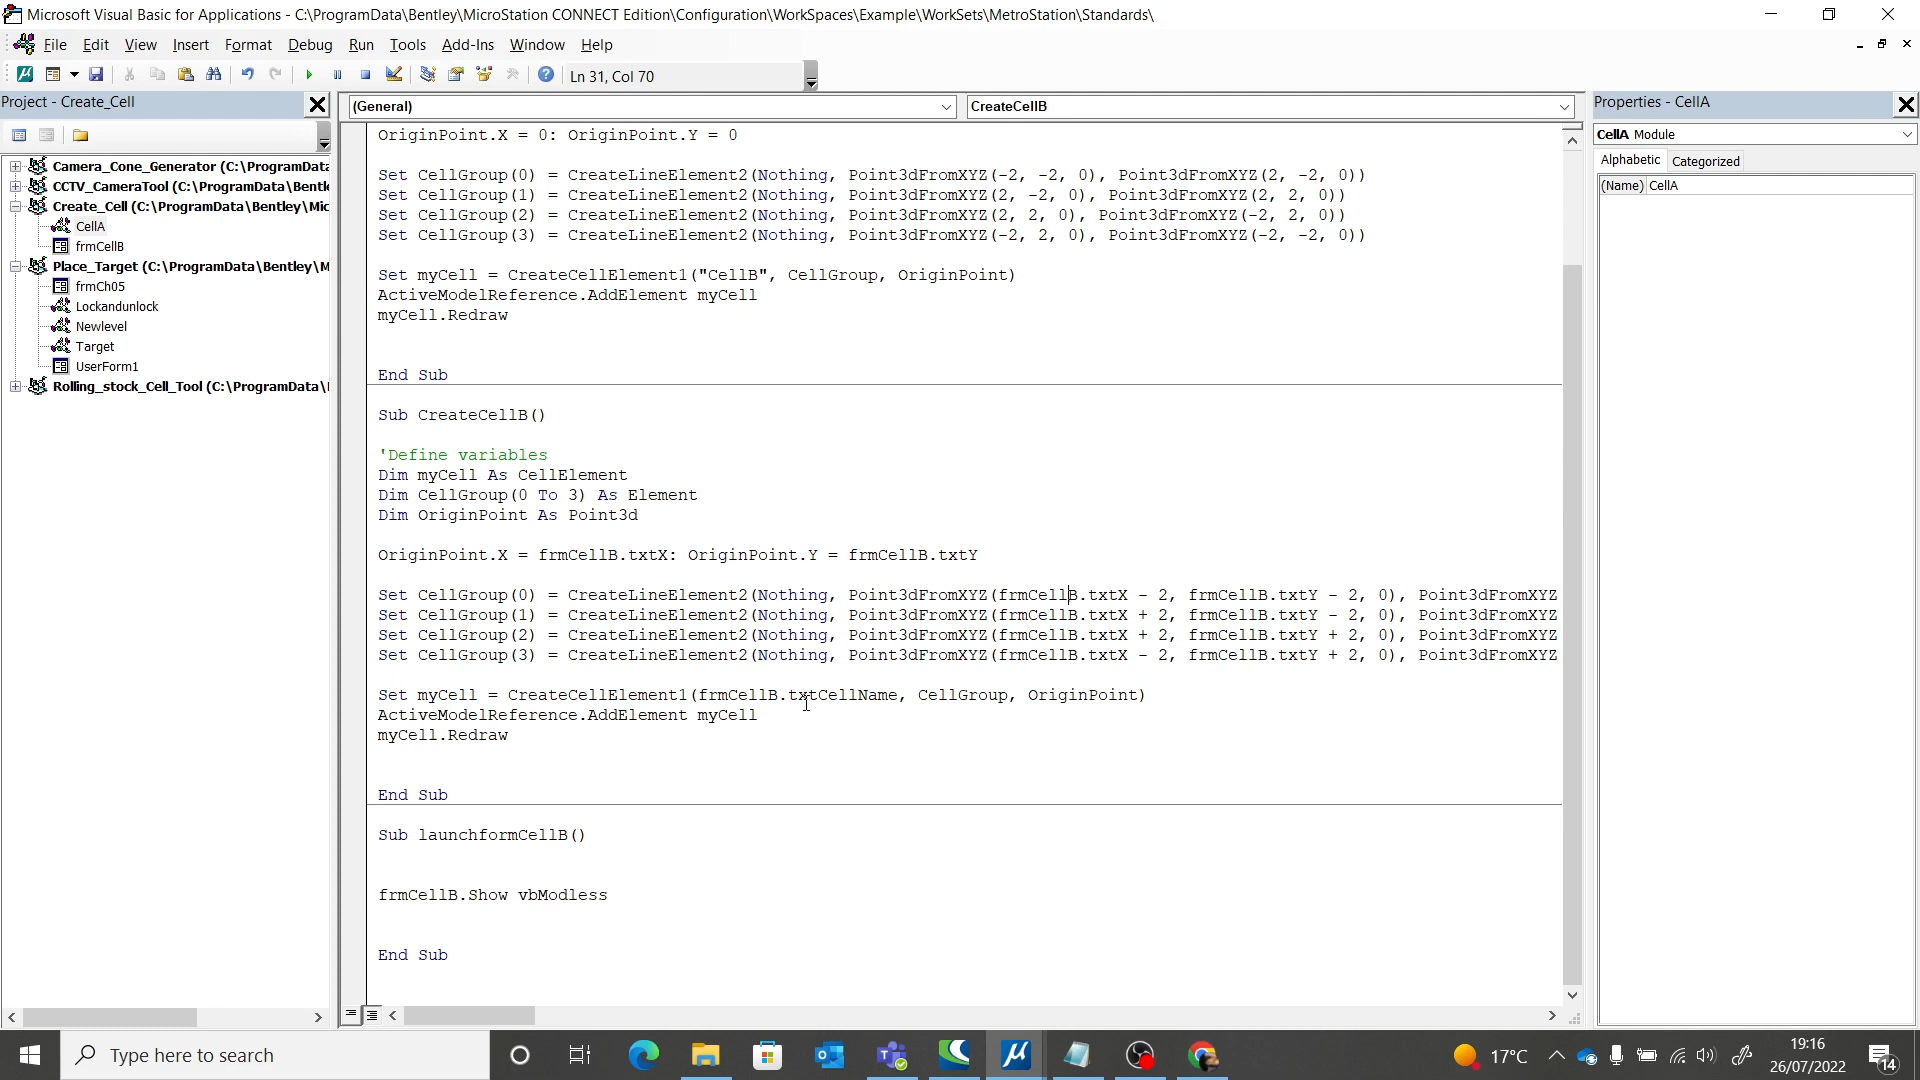 Microsoft Visual Basic for Applications - C:\ProgramData\Bentley\MicroStation CONNECT Edition\Configuration\WorkSpaces\Example\WorkSets\MetroStation\Standards\
File Edit View Insert Format Debug Run Tools Add-Ins Window Help
Ln 31, Col 70
Project - Create_Cell
Camera_Cone_Generator (C:\ProgramData
CCTV_CameraTool (C:\ProgramData\Bentle
Create_Cell (C:\ProgramData\Bentley\Mic
CellA
frmCellB
Place_Target (C:\ProgramData\Bentley\M
frmCh05
Lockandunlock
Newlevel
Target
UserForm1
Rolling_stock_Cell_Tool (C:\ProgramData\
(General)
CreateCellB
OriginPoint.X = 0: OriginPoint.Y = 0
Set CellGroup(0) = CreateLineElement2(Nothing, Point3dFromXYZ(-2, -2, 0), Point3dFromXYZ(2, -2, 0))
Set CellGroup(1) = CreateLineElement2(Nothing, Point3dFromXYZ(2, -2, 0), Point3dFromXYZ(2, 2, 0))
Set CellGroup(2) = CreateLineElement2(Nothing, Point3dFromXYZ(2, 2, 0), Point3dFromXYZ(-2, 2, 0))
Set CellGroup(3) = CreateLineElement2(Nothing, Point3dFromXYZ(-2, 2, 0), Point3dFromXYZ(-2, -2, 0))
Set myCell = CreateCellElement1("CellB", CellGroup, OriginPoint)
ActiveModelReference.AddElement myCell
myCell.Redraw
End Sub
Sub CreateCellB()
'Define variables
Dim myCell As CellElement
Dim CellGroup(0 To 3) As Element
Dim OriginPoint As Point3d
OriginPoint.X = frmCellB.txtX: OriginPoint.Y = frmCellB.txtY
Set CellGroup(0) = CreateLineElement2(Nothing, Point3dFromXYZ(frmCellB.txtX - 2, frmCellB.txtY - 2, 0), Point3dFromXYZ
Set CellGroup(1) = CreateLineElement2(Nothing, Point3dFromXYZ(frmCellB.txtX + 2, frmCellB.txtY - 2, 0), Point3dFromXYZ
Set CellGroup(2) = CreateLineElement2(Nothing, Point3dFromXYZ(frmCellB.txtX + 2, frmCellB.txtY + 2, 0), Point3dFromXYZ
Set CellGroup(3) = CreateLineElement2(Nothing, Point3dFromXYZ(frmCellB.txtX - 2, frmCellB.txtY + 2, 0), Point3dFromXYZ
Set myCell = CreateCellElement1(frmCellB.txtCellName, CellGroup, OriginPoint)
ActiveModelReference.AddElement myCell
myCell.Redraw
End Sub
Sub launchformCellB()
frmCellB.Show vbModless
End Sub
Properties - CellA
CellA Module
Alphabetic Categorized
(Name) CellA
Type here to search
17°C
19:16
26/07/2022
14